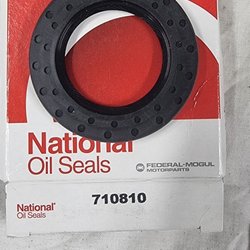 National
Oil Seals
FEDERAL-MOGUL
MOTORPARTS
National®
Oil Seals
710810